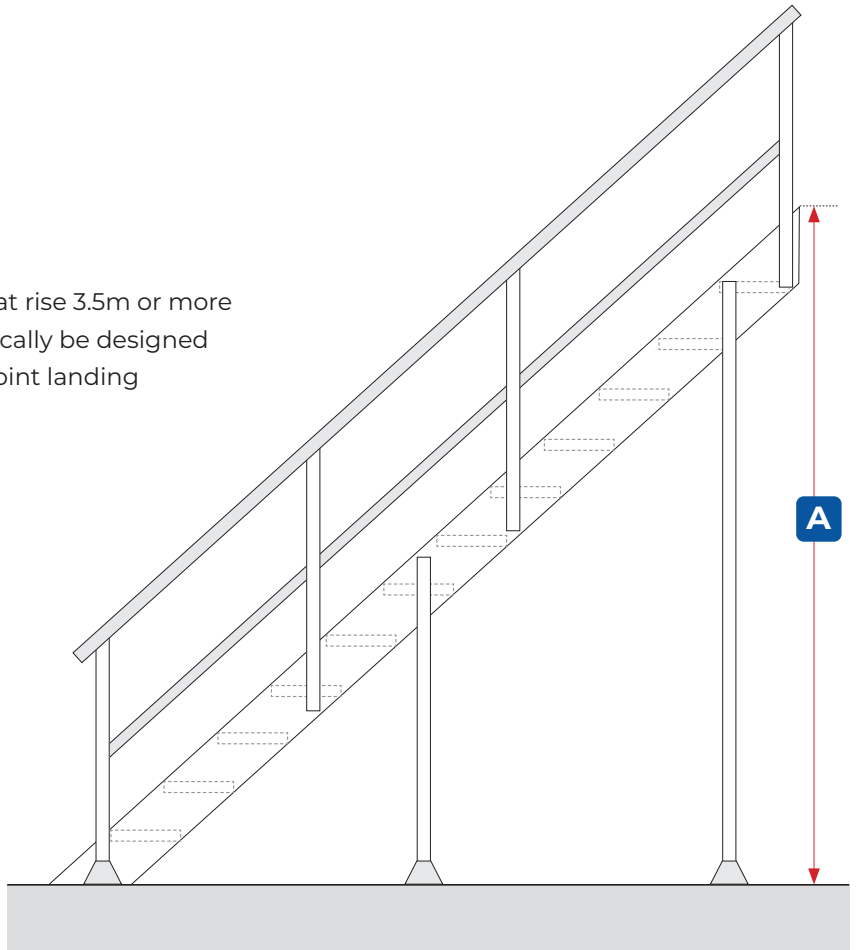 at rise 3.5m or more
cally be designed
oint landing
A